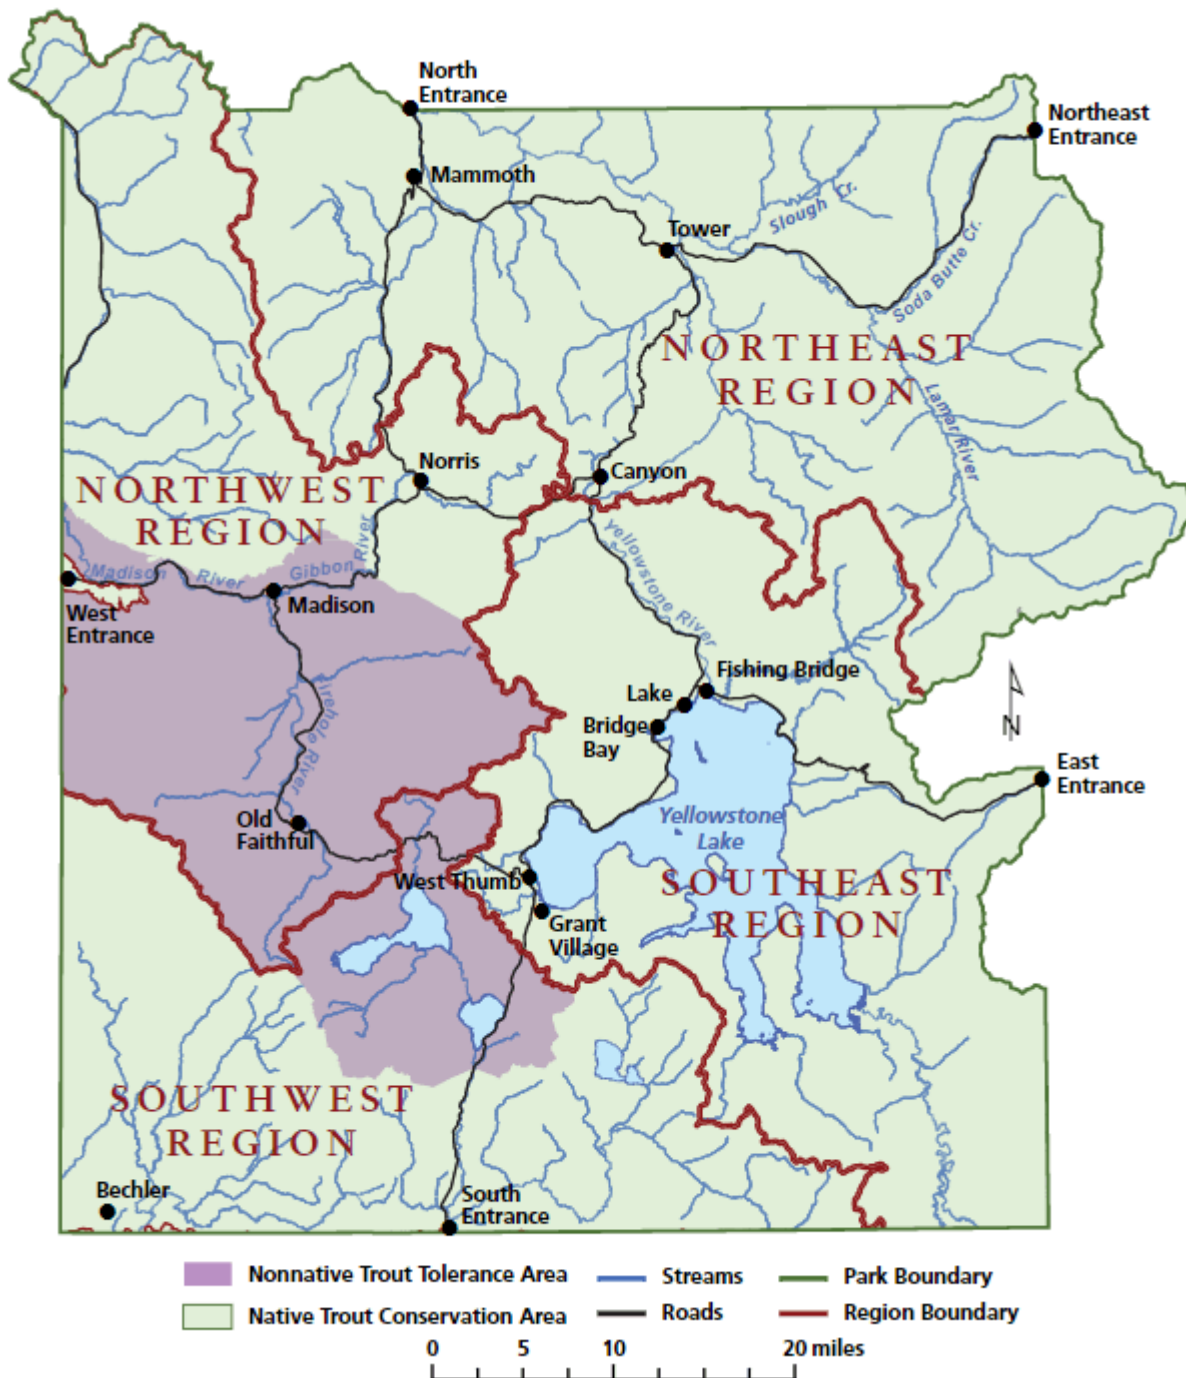 North
Entrance
Northeast
Entrance
Mammoth
Slough Cr.
Tower
Soda Butte Cr.
NORTHEAST
REGION
Lamar River
Norris
Canyon
NORTHWEST
REGION
Yellowstone River
Madison River
Gibbon River
Madison
West
Entrance
Fishing Bridge
Lake
Bridge
Bay
N
Firehole River
East
Entrance
Old
Faithful
Yellowstone
Lake
West Thumb
SOUTHEAST
REGION
Grant
Village
SOUTHWEST
REGION
Bechler
South
Entrance
Nonnative Trout Tolerance Area
Streams
Park Boundary
Native Trout Conservation Area
Roads
Region Boundary
0 5 10 20 miles